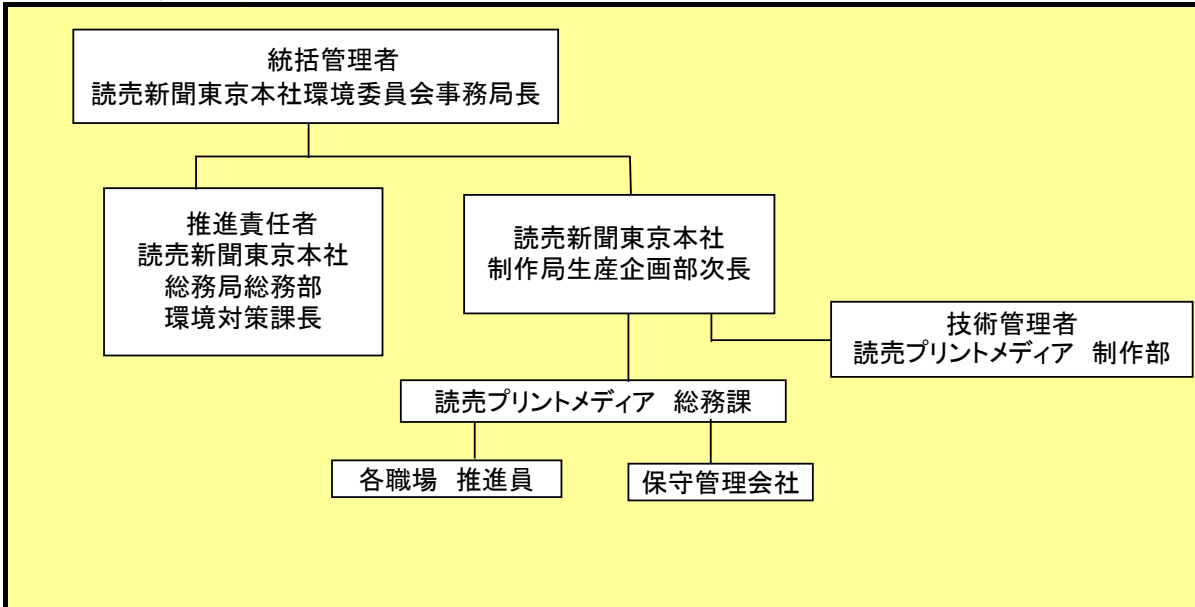 統括管理者
読売新聞東京本社環境委員会事務局長
推進責任者
読売新聞東京本社
総務局総務部
環境対策課長
読売新聞東京本社
制作局生産企画部次長
技術管理者
読売プリントメディア　制作部
読売プリントメディア　総務課
各職場　推進員
保守管理会社